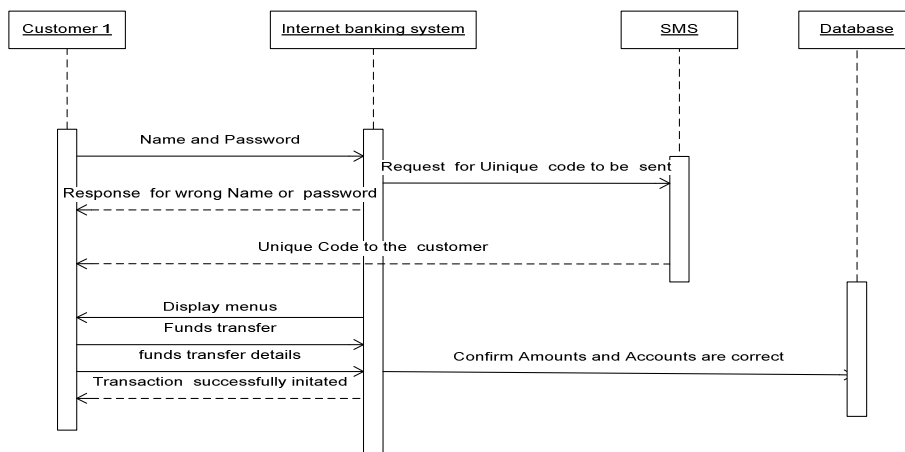 Customer 1
Internet banking system
SMS
Database
Name and Password
Request for Uinique code to be sent
Response for wrong Name or password
Unique Code to the customer
Display menus
Funds transfer
funds transfer details
Confirm Amounts and Accounts are correct
Transaction successfully initated